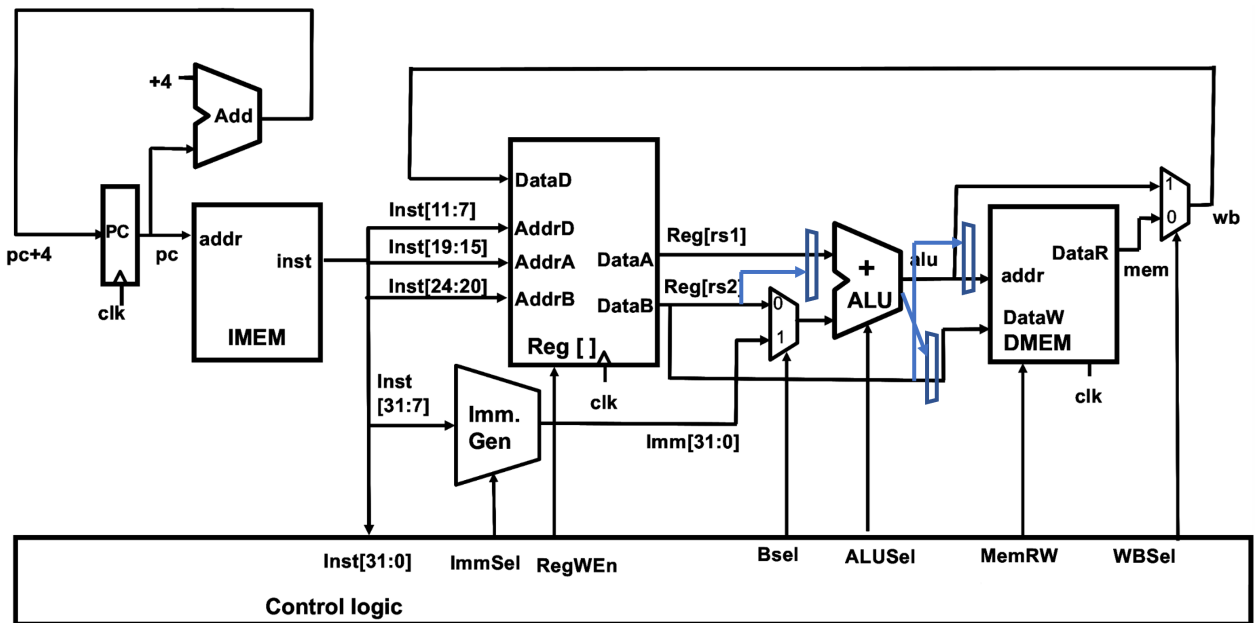 +4
Add
DataD
1
Inst[11:7]
wb
PC
addr
AddrD
Reg[rs1]
0
Inst[19:15]
+
alu
DataR
pc+4
pc
inst
AddrA
DataA
mem
Inst[24:20]
Reg[rs2]
addr
AddrB
DataB
0
ALU
clk
DataW
IMEM
1
DMEM
Reg [ ]
Inst
[31:7]
clk
clk
Imm.
Gen
Imm[31:0]
Inst[31:0]
ImmSel
RegWEn
Bsel
ALUSel
MemRW
WBSel
Control logic